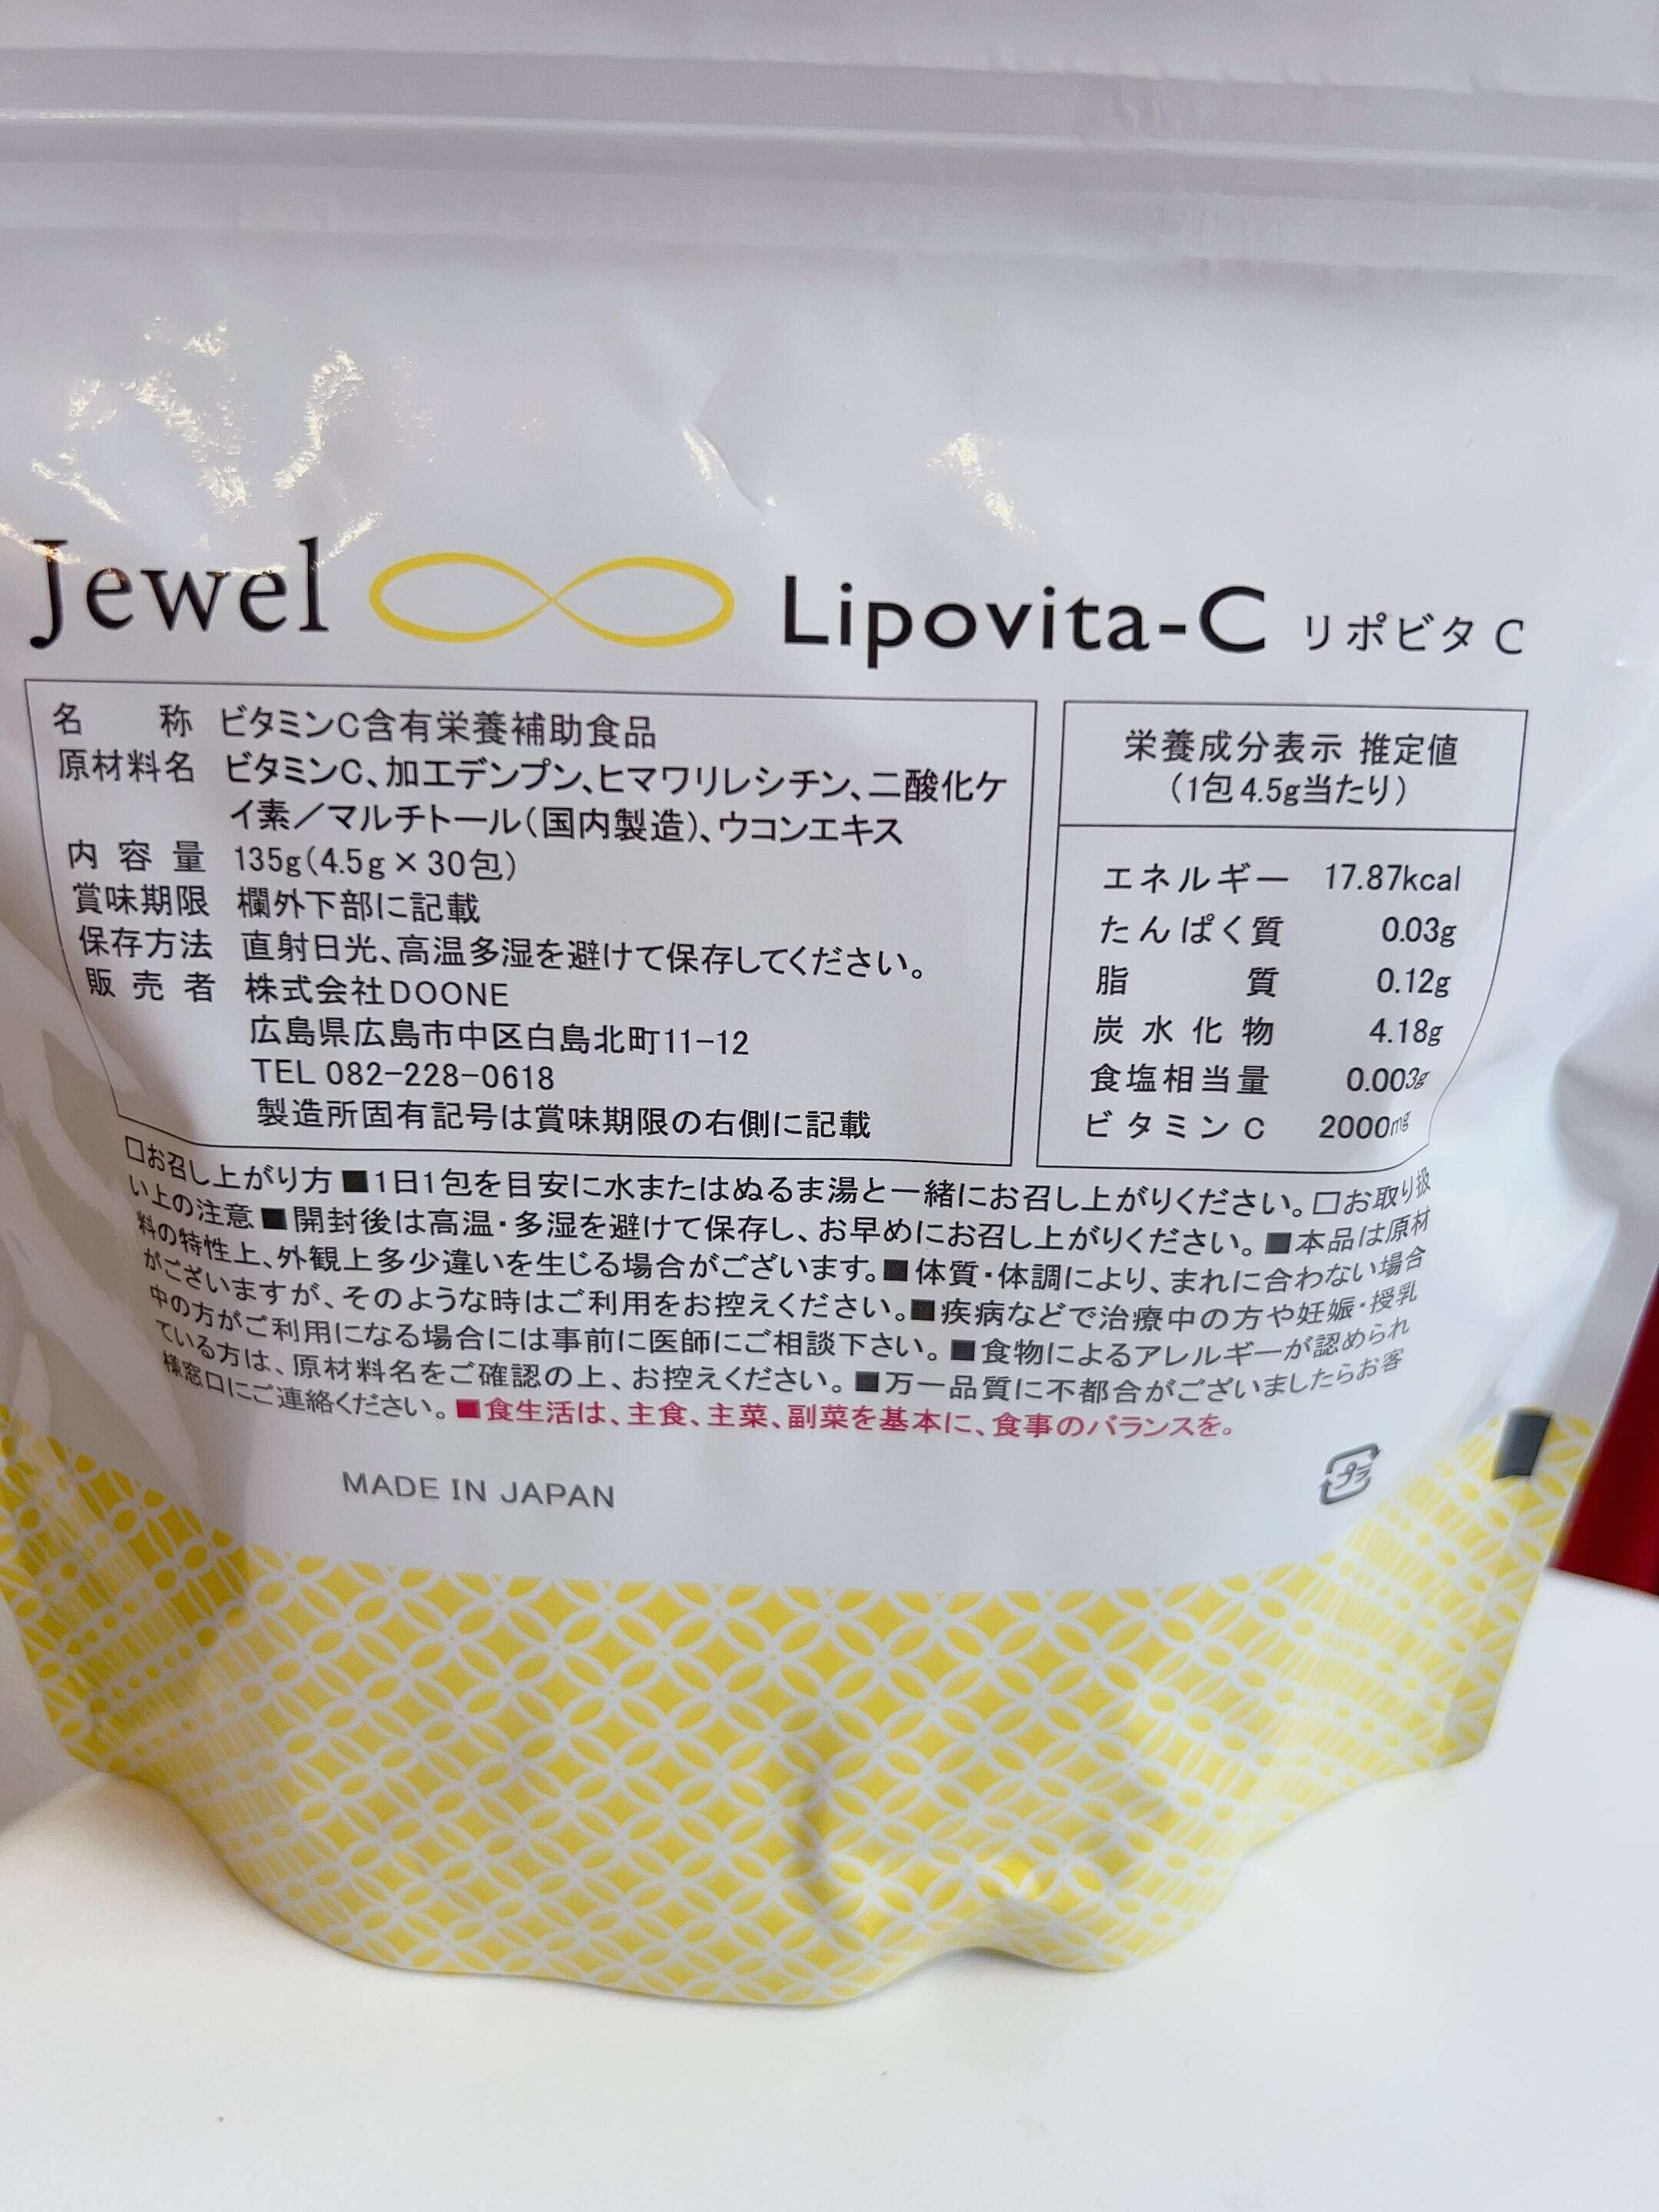 Jewel Lipovita-C リポビタC
名 称 ビタミンC含有栄養補助食品
原材料名 ビタミンC、加工デンプン、ヒマワリレシチン、二酸化ケ
イ素／マルチトール（国内製造）、ウコンエキス
内容量 135g（4.5g×30包）
賞味期限 欄外下部に記載
保存方法 直射日光、高温多湿を避けて保存してください。
販売者 株式会社DOONE
広島県広島市中区白島北町11-12
TEL 082-228-0618
製造所固有記号は賞味期限の右側に記載
栄養成分表示 推定値
（1包4.5g当たり）
エネルギー 17.87kcal
たんぱく質 0.03g
脂質 0.12g
炭水化物 4.18g
食塩相当量 0.003g
ビタミンC 2000mg
□お召し上がり方■1日1包を目安に水またはぬるま湯と一緒にお召し上がりください。□お取り扱
い上の注意■開封後は高温・多湿を避けて保存し、お早めにお召し上がりください。■本品は原材
料の特性上、外観上多少違いを生じる場合がございます。■体質・体調により、まれに合わない場合
がございますが、そのような時はご利用をお控えください。■疾病などで治療中の方や妊娠・授乳
中の方がご利用になる場合には事前に医師にご相談下さい。■食物によるアレルギーが認められ
ている方は、原材料名をご確認の上、お控えください。■万一品質に不都合がございましたらお客
様窓口にご連絡ください。■食生活は、主食、主菜、副菜を基本に、食事のバランスを。
MADE IN JAPAN
プラ